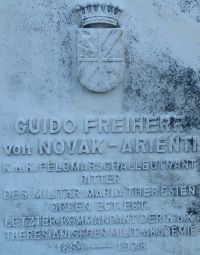 GUIDO FREIHERR
von NOVAK-ARIENTI
K.u.K. FELDMARSCHALLEUTNANT
RITTER
DES MILITÄR MARIA THERESIEN
ORDEN ECT. ECT.
LETZTER KOMMANDANT DER K.u.K.
THERESIANISCHEN MILIT.-AKADEMIE
1859 — 1928